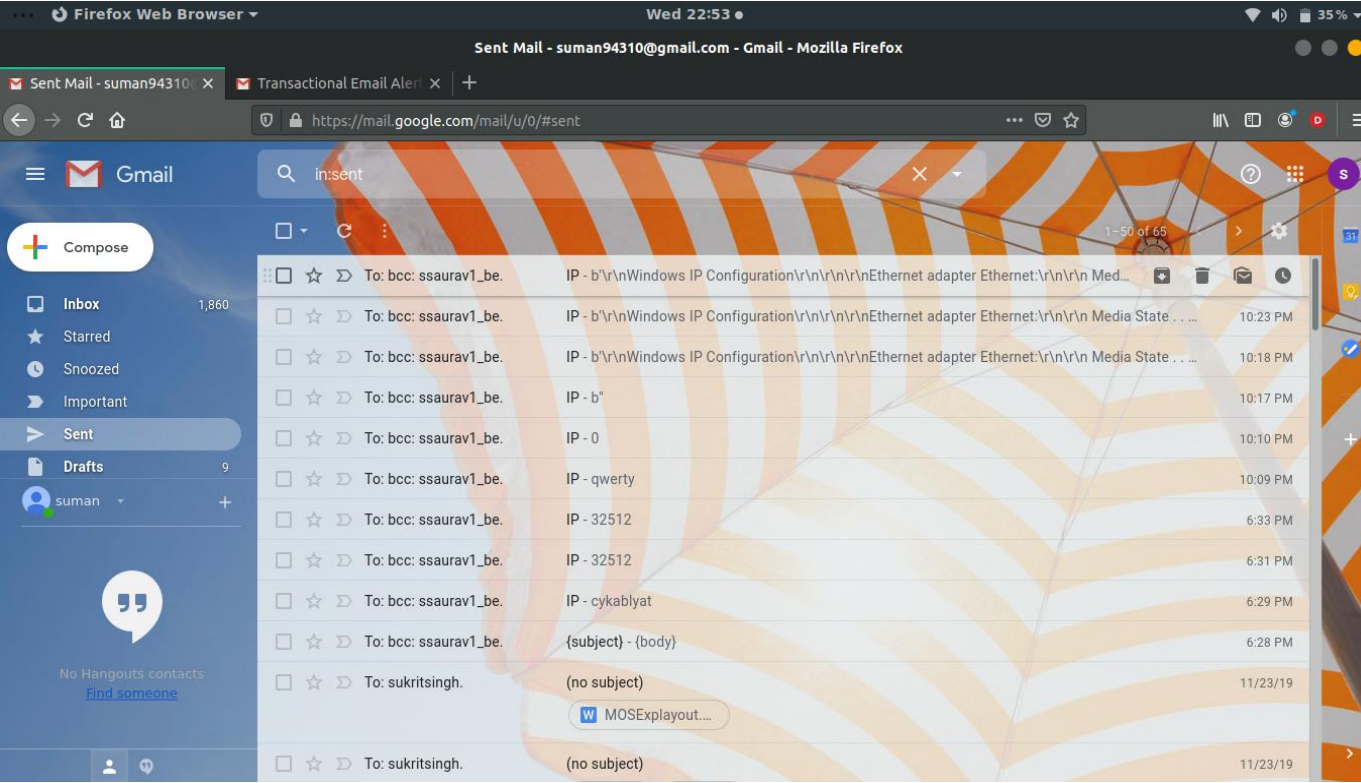 Firefox Web Browser
Wed 22:53
35%
Sent Mail - suman94310@gmail.com - Gmail - Mozilla Firefox
Sent Mail - suman94310
Transactional Email Aler
https://mail.google.com/mail/u/0/#sent
D
Gmail
in:sent
S
Compose
1–50 of 65
31
To: bcc: ssaurav1_be. IP - b'\r\nWindows IP Configuration\r\n\r\n\r\nEthernet adapter Ethernet:\r\n\r\n Med...
Inbox 1,860
To: bcc: ssaurav1_be. IP - b'\r\nWindows IP Configuration\r\n\r\n\r\nEthernet adapter Ethernet:\r\n\r\n Media State . . ... 10:23 PM
Starred
To: bcc: ssaurav1_be. IP - b'\r\nWindows IP Configuration\r\n\r\n\r\nEthernet adapter Ethernet:\r\n\r\n Media State . . ... 10:18 PM
Snoozed
To: bcc: ssaurav1_be. IP - b'' 10:17 PM
Important
To: bcc: ssaurav1_be. IP - 0 10:10 PM
Sent
Drafts 9
To: bcc: ssaurav1_be. IP - qwerty 10:09 PM
suman
To: bcc: ssaurav1_be. IP - 32512 6:33 PM
To: bcc: ssaurav1_be. IP - 32512 6:31 PM
To: bcc: ssaurav1_be. IP - cykablyat 6:29 PM
To: bcc: ssaurav1_be. {subject} - {body} 6:28 PM
No Hangouts contacts
Find someone
To: sukritsingh. (no subject) 11/23/19
W MOSExplayout....
To: sukritsingh. (no subject) 11/23/19